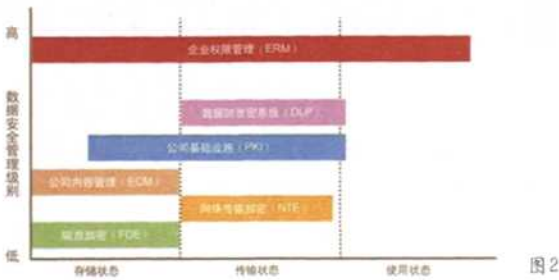 高
企业权限管理（ERM）
数据防泄密系统（DLP）
公司基础设施（PKI）
公司内容管理（ECM）
网络传输加密（NTE）
磁盘加密（FDE）
数据安全管理级别
低
存储状态
传输状态
使用状态
图2